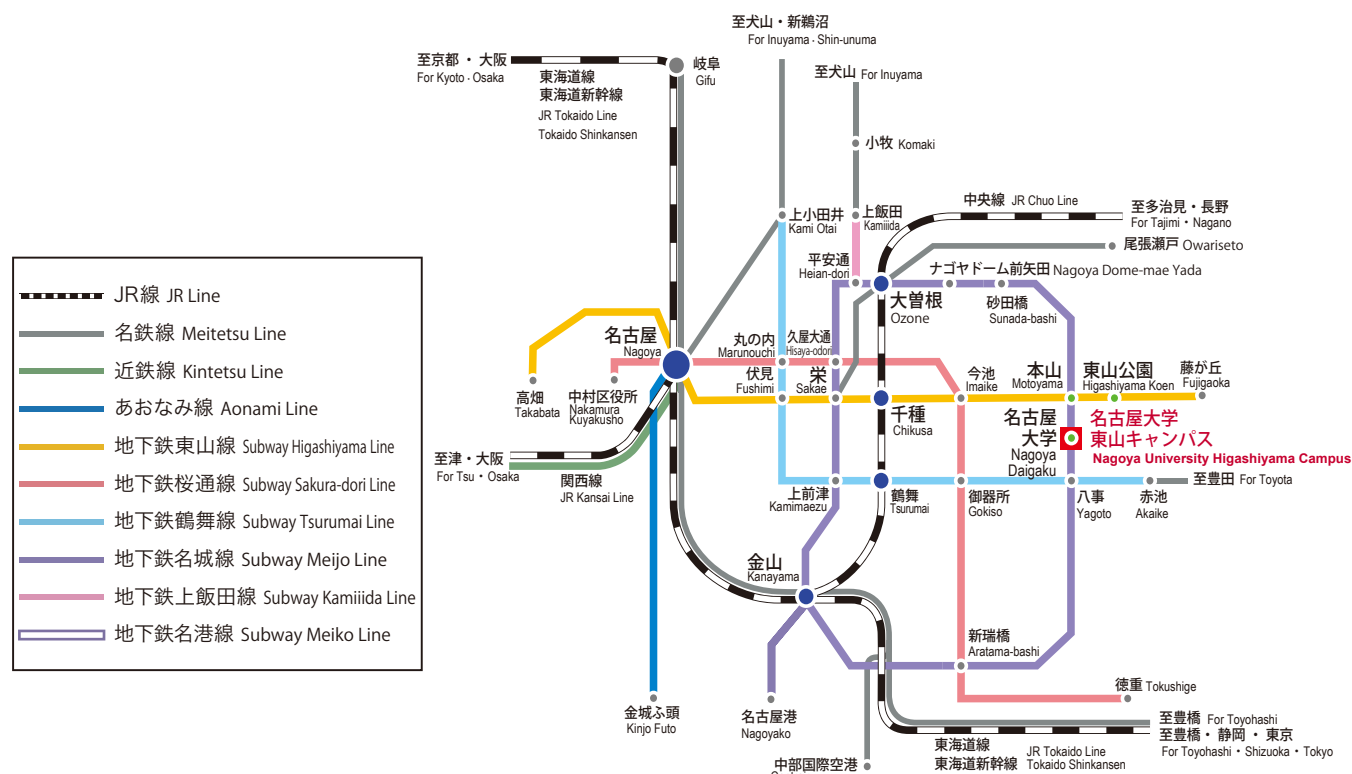 至犬山・新鵜沼
For Inuyama・Shin-unuma
至京都 ・ 大阪
For Kyoto・Osaka
東海道線
東海道新幹線
JR Tokaido Line
Tokaido Shinkansen
岐阜
Gifu
至犬山 For Inuyama
小牧 Komaki
中央線 JR Chuo Line
至多治見・長野
For Tajimi・Nagano
上小田井
Kami Otai
上飯田
Kamiiida
尾張瀬戸 Owariseto
平安通
Heian-dori
ナゴヤドーム前矢田 Nagoya Dome-mae Yada
大曽根
Ozone
砂田橋
Sunada-bashi
JR線 JR Line
名鉄線 Meitetsu Line
近鉄線 Kintetsu Line
あおなみ線 Aonami Line
地下鉄東山線 Subway Higashiyama Line
地下鉄桜通線 Subway Sakura-dori Line
地下鉄鶴舞線 Subway Tsurumai Line
地下鉄名城線 Subway Meijo Line
地下鉄上飯田線 Subway Kamiiida Line
地下鉄名港線 Subway Meiko Line
名古屋
Nagoya
丸の内
Marunouchi
久屋大通
Hisaya-odori
高畑
Takabata
中村区役所
Nakamura
Kuyakusho
伏見
Fushimi
栄
Sakae
千種
Chikusa
今池
Imaike
本山
Motoyama
東山公園
Higashiyama Koen
藤が丘
Fujigaoka
名古屋
大学
Nagoya
Daigaku
名古屋大学
東山キャンパス
Nagoya University Higashiyama Campus
至津・大阪
For Tsu・Osaka
関西線
JR Kansai Line
上前津
Kamimaezu
鶴舞
Tsurumai
御器所
Gokiso
八事
Yagoto
赤池
Akaike
至豊田 For Toyota
金山
Kanayama
新瑞橋
Aratama-bashi
徳重 Tokushige
金城ふ頭
Kinjo Futo
名古屋港
Nagoyako
中部国際空港
東海道線
東海道新幹線
JR Tokaido Line
Tokaido Shinkansen
至豊橋 For Toyohashi
至豊橋・静岡・東京
For Toyohashi・Shizuoka・Tokyo